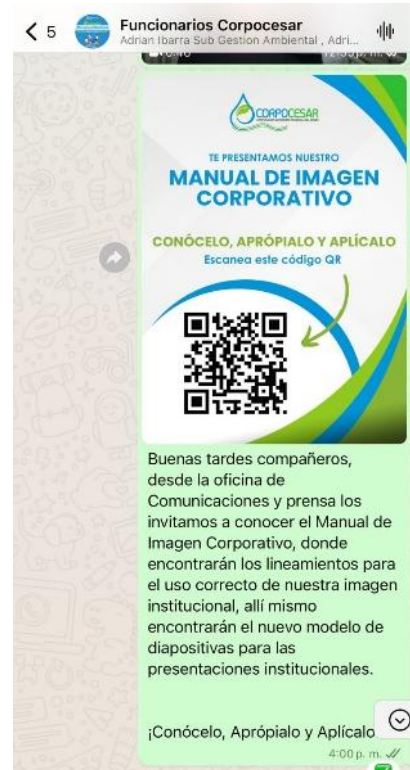 5
Funcionarios Corpocesar
Adrian Ibarra Sub Gestion Ambiental , Adri...
CORPOCESAR
TE PRESENTAMOS NUESTRO
MANUAL DE IMAGEN
CORPORATIVO
CONÓCELO, APRÓPIALO Y APLÍCALO
Escanea este código QR
Buenas tardes compañeros,
desde la oficina de
Comunicaciones y prensa los
invitamos a conocer el Manual de
Imagen Corporativo, donde
encontrarán los lineamientos para
el uso correcto de nuestra imagen
institucional, allí mismo
encontrarán el nuevo modelo de
diapositivas para las
presentaciones institucionales.
¡Conócelo, Aprópialo y Aplícalo
4:00 p. m.